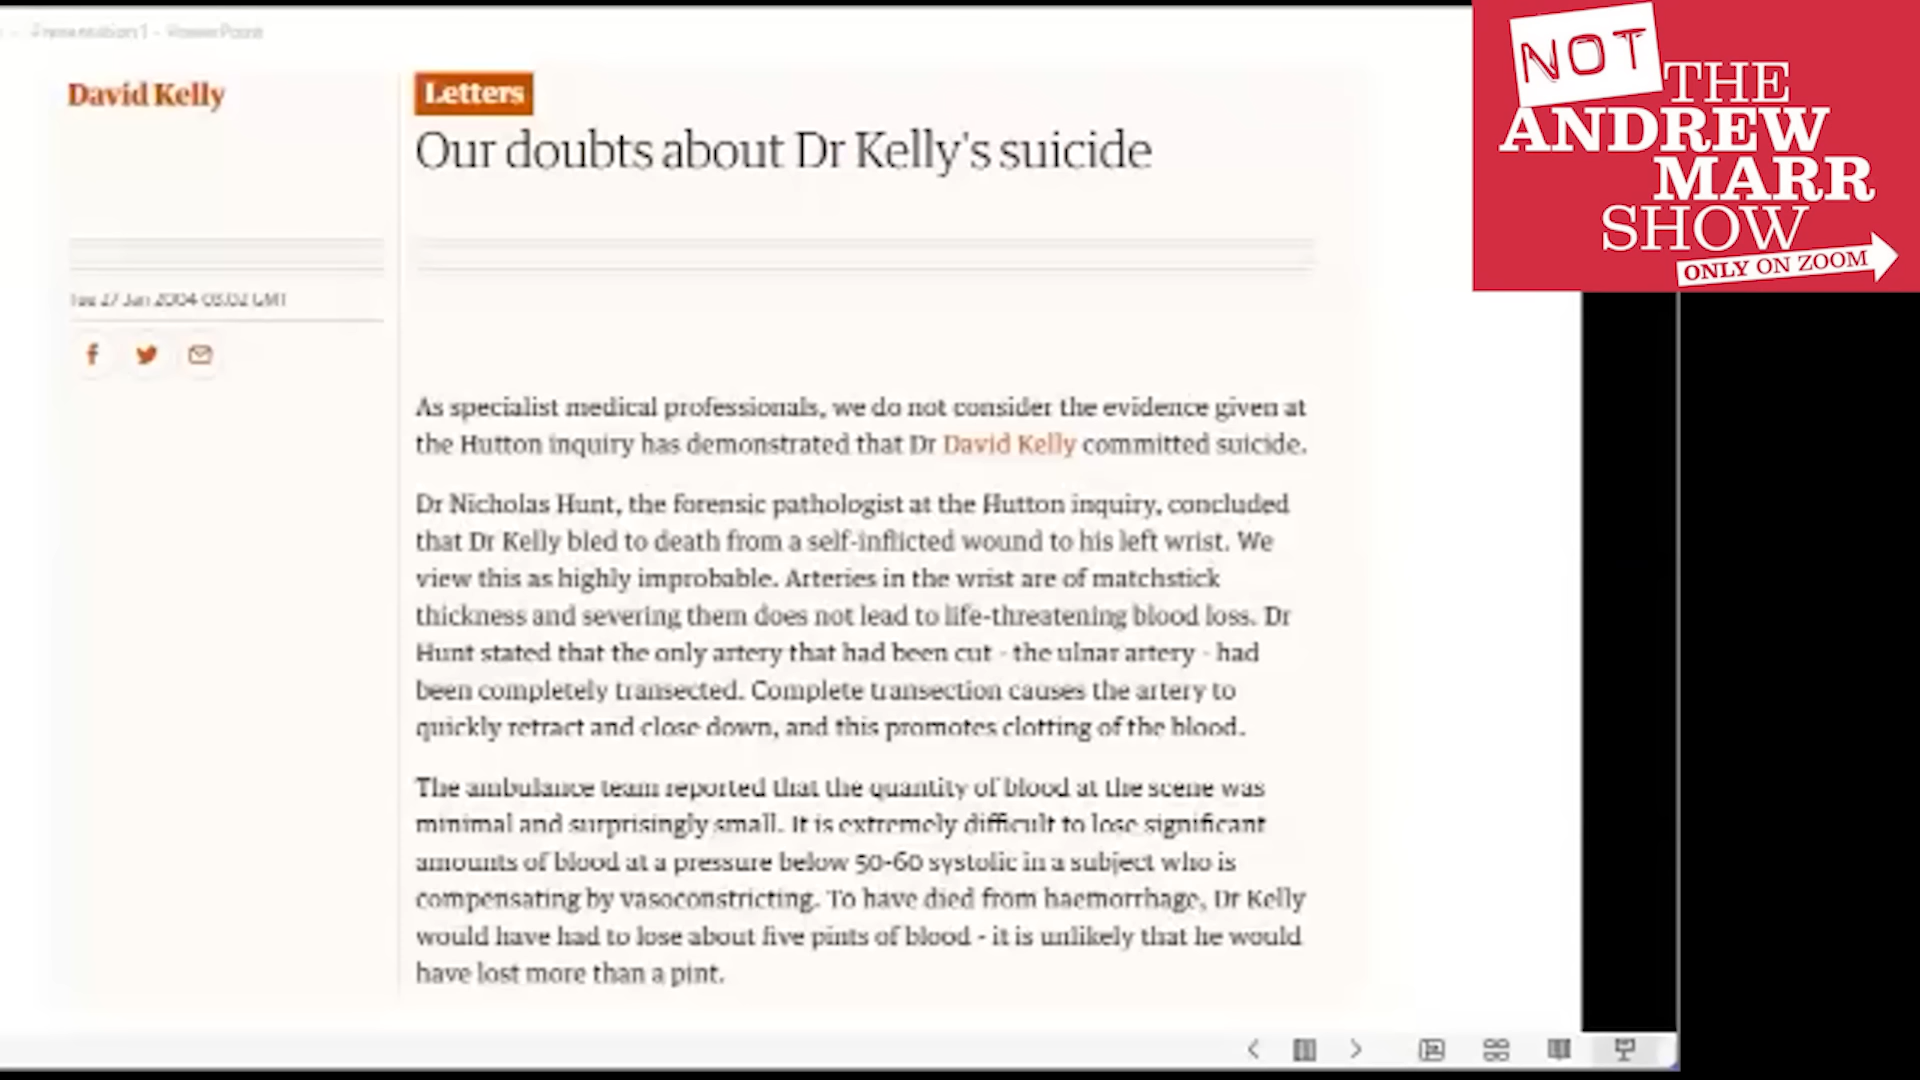 Presentation1 - PowerPoint
David Kelly
Letters
Our doubts about Dr Kelly's suicide
Tue 27 Jan 2004 03.02 GMT
As specialist medical professionals, we do not consider the evidence given at
the Hutton inquiry has demonstrated that Dr David Kelly committed suicide.
Dr Nicholas Hunt, the forensic pathologist at the Hutton inquiry, concluded
that Dr Kelly bled to death from a self-inflicted wound to his left wrist. We
view this as highly improbable. Arteries in the wrist are of matchstick
thickness and severing them does not lead to life-threatening blood loss. Dr
Hunt stated that the only artery that had been cut - the ulnar artery - had
been completely transected. Complete transection causes the artery to
quickly retract and close down, and this promotes clotting of the blood.
The ambulance team reported that the quantity of blood at the scene was
minimal and surprisingly small. It is extremely difficult to lose significant
amounts of blood at a pressure below 50-60 systolic in a subject who is
compensating by vasoconstricting. To have died from haemorrhage, Dr Kelly
would have had to lose about five pints of blood - it is unlikely that he would
have lost more than a pint.
NOT
THE
ANDREW
MARR
SHOW
ONLY ON ZOOM